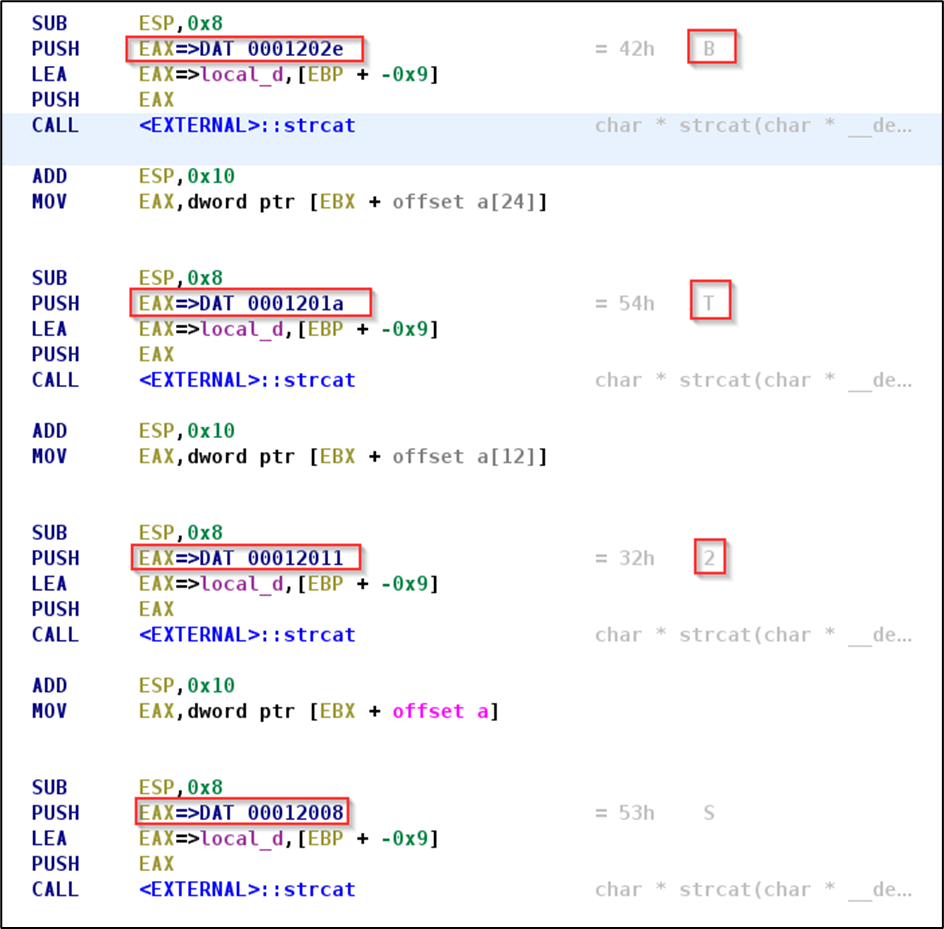 SUB ESP,0x8
PUSH EAX=>DAT_0001202e = 42h B
LEA EAX=>local_d,[EBP + -0x9]
PUSH EAX
CALL <EXTERNAL>::strcat char * strcat(char * __de...
ADD ESP,0x10
MOV EAX,dword ptr [EBX + offset a[24]]
SUB ESP,0x8
PUSH EAX=>DAT_0001201a = 54h T
LEA EAX=>local_d,[EBP + -0x9]
PUSH EAX
CALL <EXTERNAL>::strcat char * strcat(char * __de...
ADD ESP,0x10
MOV EAX,dword ptr [EBX + offset a[12]]
SUB ESP,0x8
PUSH EAX=>DAT_00012011 = 32h 2
LEA EAX=>local_d,[EBP + -0x9]
PUSH EAX
CALL <EXTERNAL>::strcat char * strcat(char * __de...
ADD ESP,0x10
MOV EAX,dword ptr [EBX + offset a]
SUB ESP,0x8
PUSH EAX=>DAT_00012008 = 53h S
LEA EAX=>local_d,[EBP + -0x9]
PUSH EAX
CALL <EXTERNAL>::strcat char * strcat(char * __de...